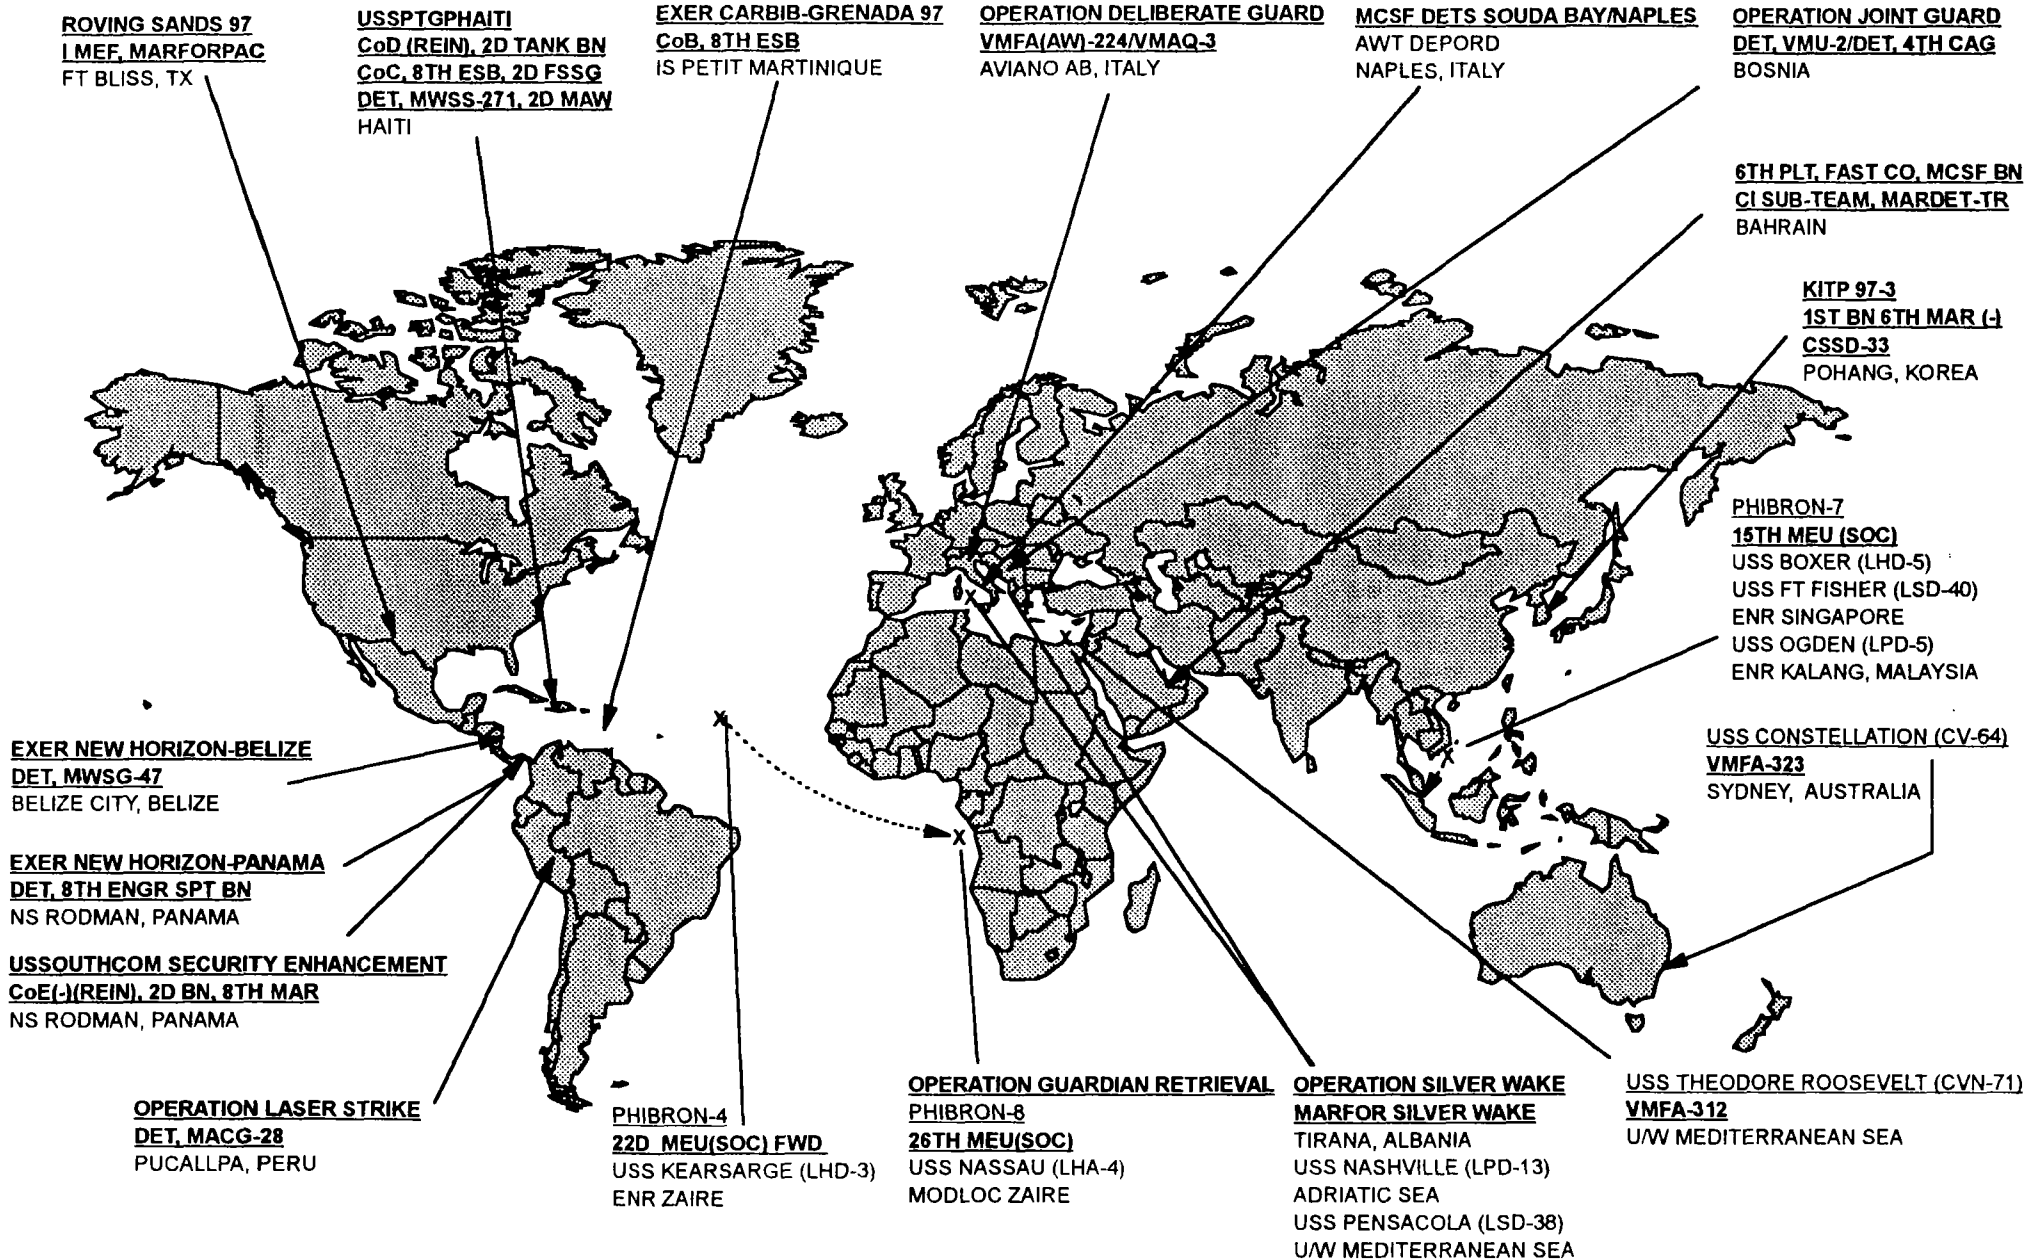 ROVING SANDS 97
I MEF, MARFORPAC
FT BLISS, TX
USSPTGPHAITI
CoD (REIN), 2D TANK BN
CoC, 8TH ESB, 2D FSSG
DET, MWSS-271, 2D MAW
HAITI
EXER CARBIB-GRENADA 97
CoB, 8TH ESB
IS PETIT MARTINIQUE
OPERATION DELIBERATE GUARD
VMFA(AW)-224/VMAQ-3
AVIANO AB, ITALY
MCSF DETS SOUDA BAY/NAPLES
AWT DEPORD
NAPLES, ITALY
OPERATION JOINT GUARD
DET, VMU-2/DET, 4TH CAG
BOSNIA
6TH PLT, FAST CO, MCSF BN
CI SUB-TEAM, MARDET-TR
BAHRAIN
KITP 97-3
1ST BN 6TH MAR (-)
CSSD-33
POHANG, KOREA
PHIBRON-7
15TH MEU (SOC)
USS BOXER (LHD-5)
USS FT FISHER (LSD-40)
ENR SINGAPORE
USS OGDEN (LPD-5)
ENR KALANG, MALAYSIA
USS CONSTELLATION (CV-64)
VMFA-323
SYDNEY, AUSTRALIA
X
X
X
X
X
EXER NEW HORIZON-BELIZE
DET, MWSG-47
BELIZE CITY, BELIZE
EXER NEW HORIZON-PANAMA
DET, 8TH ENGR SPT BN
NS RODMAN, PANAMA
USSOUTHCOM SECURITY ENHANCEMENT
CoE(-)(REIN), 2D BN, 8TH MAR
NS RODMAN, PANAMA
OPERATION LASER STRIKE
DET, MACG-28
PUCALLPA, PERU
PHIBRON-4
22D MEU(SOC) FWD
USS KEARSARGE (LHD-3)
ENR ZAIRE
OPERATION GUARDIAN RETRIEVAL
PHIBRON-8
26TH MEU(SOC)
USS NASSAU (LHA-4)
MODLOC ZAIRE
OPERATION SILVER WAKE
MARFOR SILVER WAKE
TIRANA, ALBANIA
USS NASHVILLE (LPD-13)
ADRIATIC SEA
USS PENSACOLA (LSD-38)
U/W MEDITERRANEAN SEA
USS THEODORE ROOSEVELT (CVN-71)
VMFA-312
U/W MEDITERRANEAN SEA